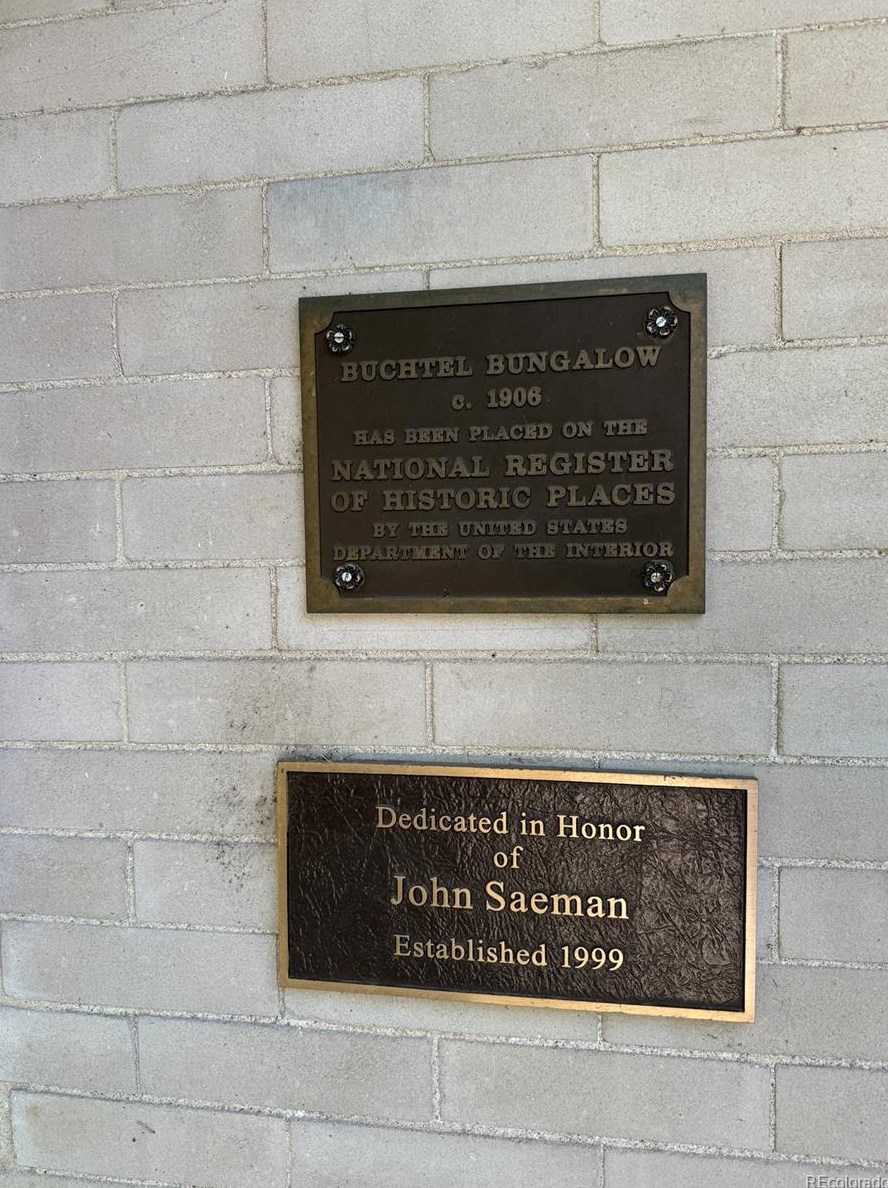 BUCHTEL BUNGALOW
c. 1906
HAS BEEN PLACED ON THE
NATIONAL REGISTER
OF HISTORIC PLACES
BY THE UNITED STATES
DEPARTMENT OF THE INTERIOR
Dedicated in Honor
of
John Saeman
Established 1999
REcolorado